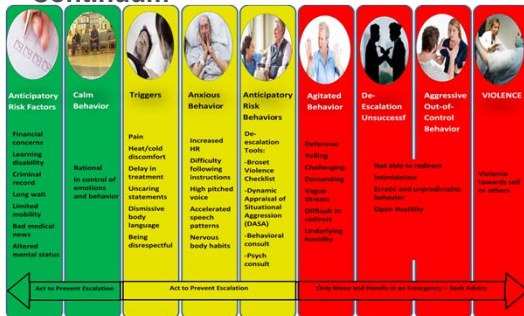 Continuum
Anticipatory
Risk Factors
Financial
concerns
Learning
disability
Criminal
record
Long wall
Limited
mobility
Bad medical
news
Altered
mental status
Calm
Behavior
Rational
In control of
emotions
and behavior
Triggers
Pain
Heat/cold
discomfort
Delay in
treatment
Uncaring
statements
Dismissive
body
language
Being
disrespectful
Anxious
Behavior
Increased
HR
Difficulty
following
instructions
High pitched
voice
Accelerated
speech
patterns
Nervous
body habits
Anticipatory
Risk
Behaviors
De-
escalation
Tools:
-Broset
Violence
Checklist
-Dynamic
Appraisal of
Situational
Aggression
(DASA)
-Behavioral
consult
-Psych
consult
Agitated
Behavior
Defensive
Yelling
Challenging
Demanding
Vague
threats
Difficult to
redirect
Underlying
hostility
De-
Escalation
Unsuccessf
Aggressive
Out-of-
Control
Behavior
Not able to redirect
Intimidation
Erratic and unpredictable
behavior
Open Hostility
VIOLENCE
Violence
towards self
or others
Act to Prevent Escalation
Act to Prevent Escalation
Only Move and Handle in an Emergency – Seek Advice